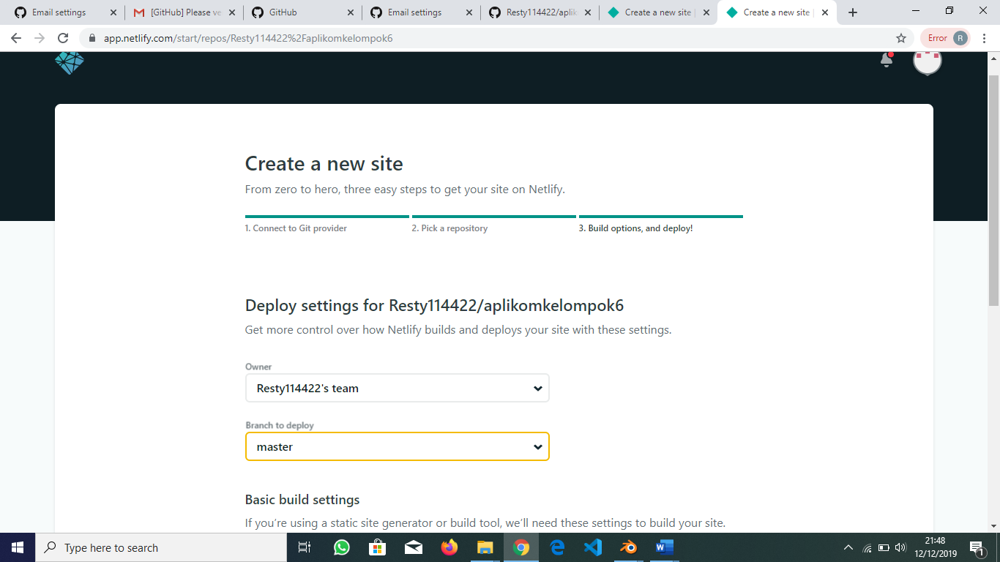 Email settings
[GitHub] Please ve
GitHub
Email settings
Resty114422/aplik
Create a new site |
Create a new site |
app.netlify.com/start/repos/Resty114422%2Faplikomkelompok6
Error
R
Create a new site
From zero to hero, three easy steps to get your site on Netlify.
1. Connect to Git provider
2. Pick a repository
3. Build options, and deploy!
Deploy settings for Resty114422/aplikomkelompok6
Get more control over how Netlify builds and deploys your site with these settings.
Owner
Resty114422's team
Branch to deploy
master
Basic build settings
If you’re using a static site generator or build tool, we’ll need these settings to build your site.
Type here to search
21:48
12/12/2019
1